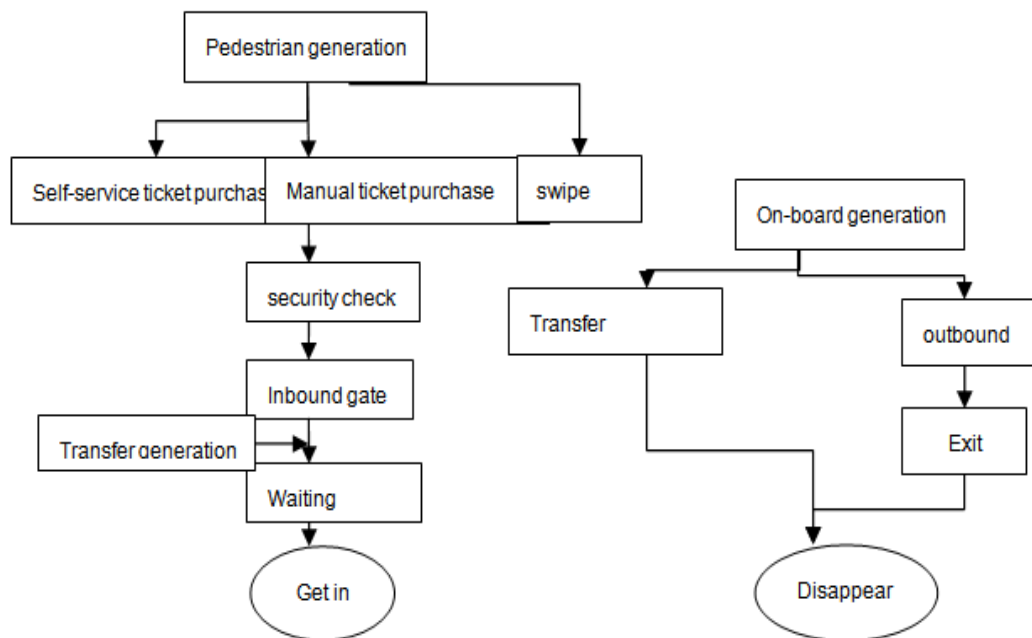 Pedestrian generation
Self-service ticket purchas
Manual ticket purchase
swipe
security check
Inbound gate
Transfer generation
Waiting
Get in
On-board generation
Transfer
outbound
Exit
Disappear